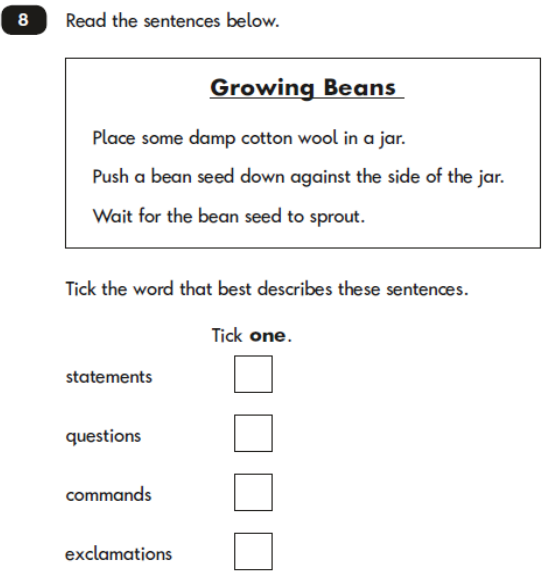 8 Read the sentences below.
Growing Beans
Place some damp cotton wool in a jar.
Push a bean seed down against the side of the jar.
Wait for the bean seed to sprout.
Tick the word that best describes these sentences.
Tick one.
statements
questions
commands
exclamations